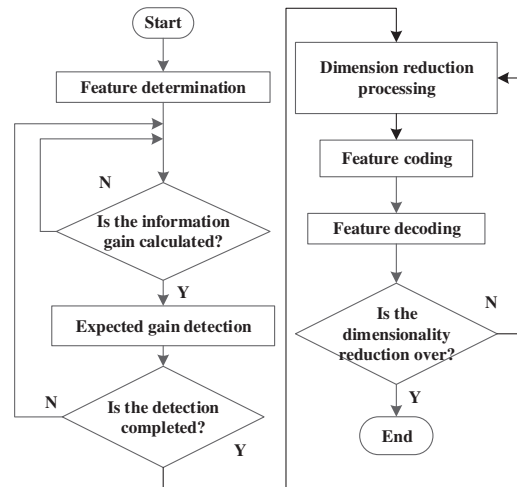 Start
Feature determination
N
Is the information
gain calculated?
Y
Expected gain detection
N
Is the detection
completed?
Y
Dimension reduction
processing
Feature coding
Feature decoding
Is the
dimensionality
reduction over?
N
Y
End